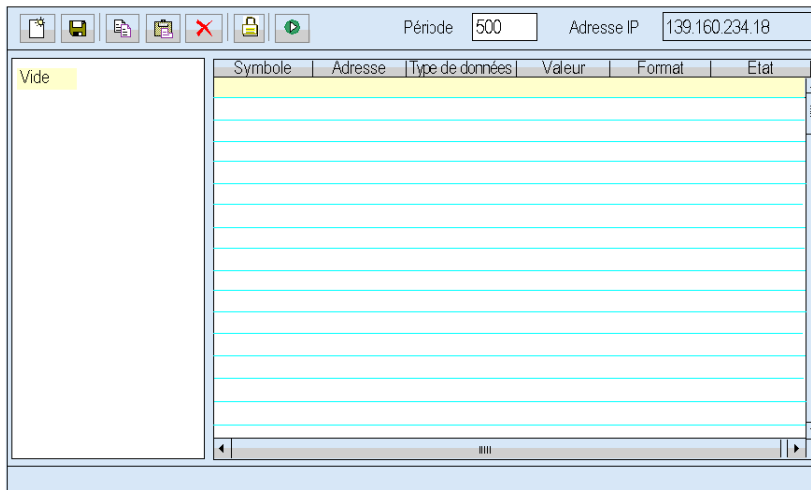 Période 500 Adresse IP 139.160.234.18
Vide
Symbole Adresse Type de données Valeur Format Etat